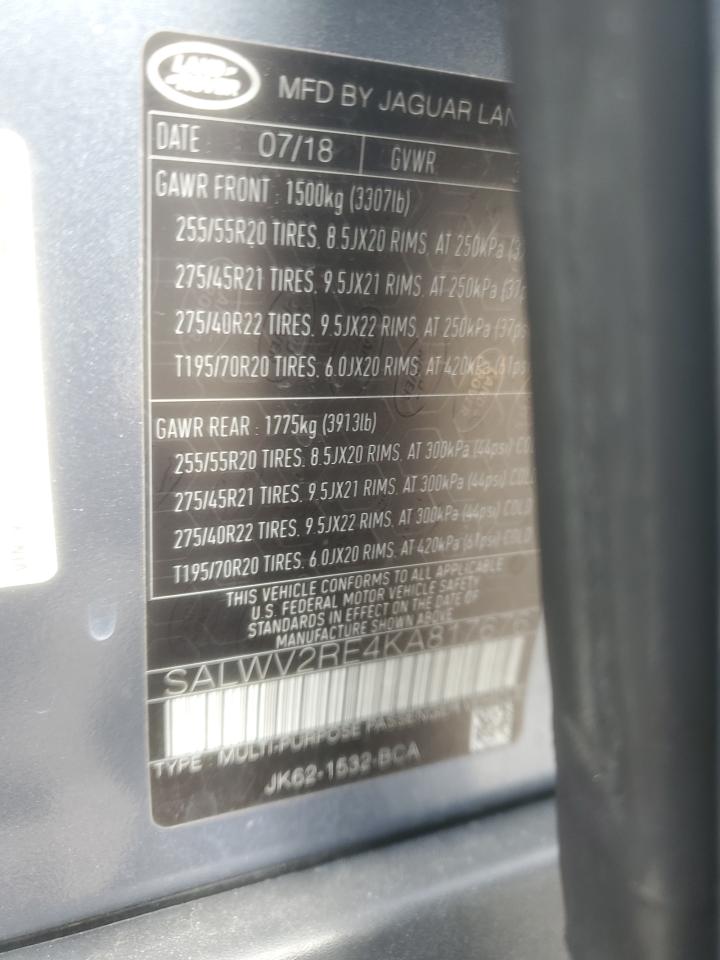 LAND
ROVER
MFD BY JAGUAR LAN
DATE 07/18 GVWR
GAWR FRONT : 1500kg (3307lb)
255/55R20 TIRES, 8.5JX20 RIMS, AT 250kPa (37
275/45R21 TIRES, 9.5JX21 RIMS, AT 250kPa (37p
275/40R22 TIRES, 9.5JX22 RIMS, AT 250kPa (37ps
T195/70R20 TIRES, 6.0JX20 RIMS, AT 420kPa (61psi
GAWR REAR : 1775kg (3913lb)
255/55R20 TIRES, 8.5JX20 RIMS, AT 300kPa (44psi) COL
275/45R21 TIRES, 9.5JX21 RIMS, AT 300kPa (44psi) COLD
275/40R22 TIRES, 9.5JX22 RIMS, AT 300kPa (44psi) COLD
T195/70R20 TIRES, 6.0JX20 RIMS, AT 420kPa (61psi) COLD
THIS VEHICLE CONFORMS TO ALL APPLICABLE
U.S. FEDERAL MOTOR VEHICLE SAFETY
STANDARDS IN EFFECT ON THE DATE OF
MANUFACTURE SHOWN ABOVE
SALWV2RE4KA817676
TYPE : MULTI-PURPOSE PASSENGER
JK62-1532-BCA
VIN